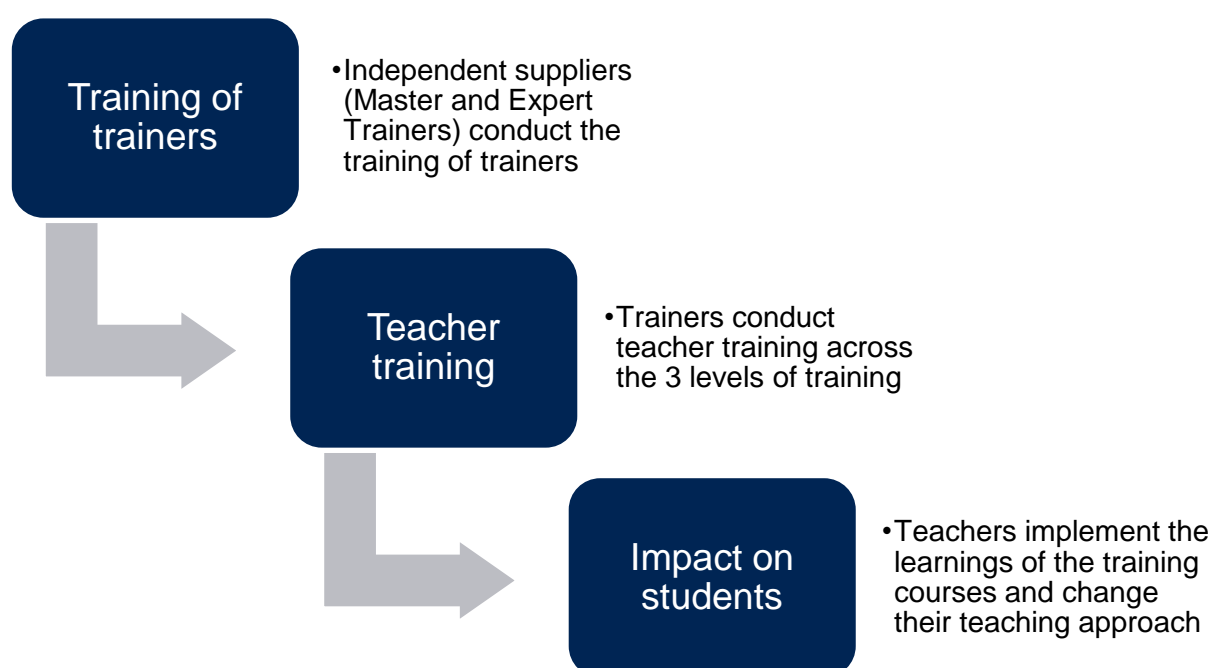 Training of
trainers
•Independent suppliers
(Master and Expert
Trainers) conduct the
training of trainers
Teacher
training
•Trainers conduct
teacher training across
the 3 levels of training
Impact on
students
•Teachers implement the
learnings of the training
courses and change
their teaching approach